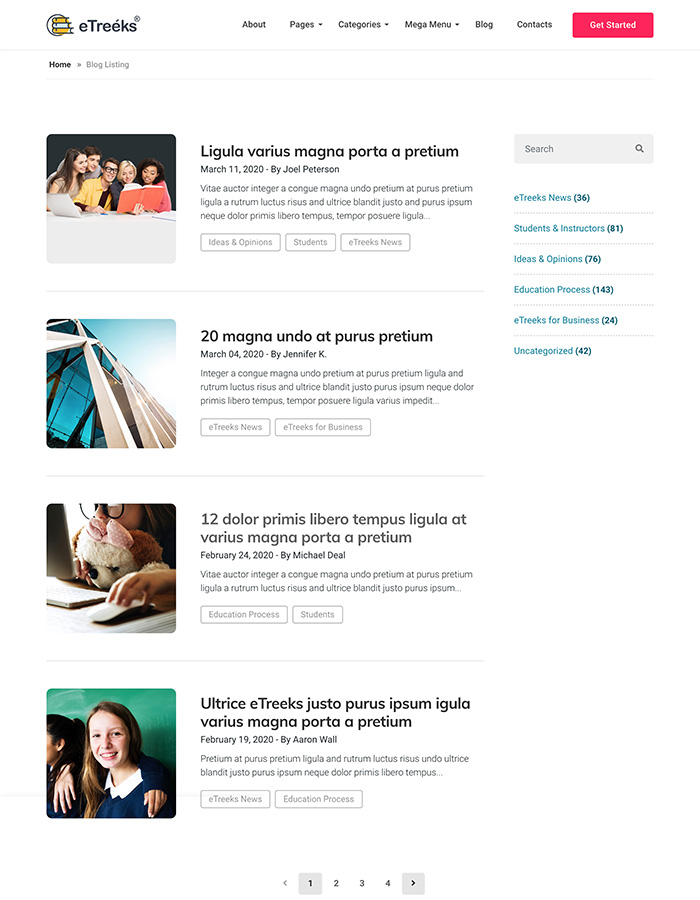 eTreeks®
About Pages Categories Mega Menu Blog Contacts Get Started
Home » Blog Listing
Ligula varius magna porta a pretium
March 11, 2020 - By Joel Peterson
Vitae auctor integer a congue magna undo pretium at purus pretium
ligula a rutrum luctus risus and ultrice blandit justo and purus ipsum
neque dolor primis libero tempus, tempor posuere ligula...
Ideas & Opinions Students eTreeks News
20 magna undo at purus pretium
March 04, 2020 - By Jennifer K.
Integer a congue magna undo pretium at purus pretium ligula and
rutrum luctus risus and ultrice blandit justo purus ipsum neque dolor
primis libero tempus, tempor posuere ligula varius impedit...
eTreeks News eTreeks for Business
12 dolor primis libero tempus ligula at
varius magna porta a pretium
February 24, 2020 - By Michael Deal
Vitae auctor integer a congue magna undo pretium at purus pretium
ligula a rutrum luctus risus and ultrice blandit justo purus ipsum...
Education Process Students
Ultrice eTreeks justo purus ipsum igula
varius magna porta a pretium
February 19, 2020 - By Aaron Wall
Pretium at purus pretium ligula and rutrum luctus risus undo ultrice
blandit justo purus ipsum neque dolor primis libero tempus...
eTreeks News Education Process
Search
eTreeks News (36)
Students & Instructors (81)
Ideas & Opinions (76)
Education Process (143)
eTreeks for Business (24)
Uncategorized (42)
‹ 1 2 3 4 ›